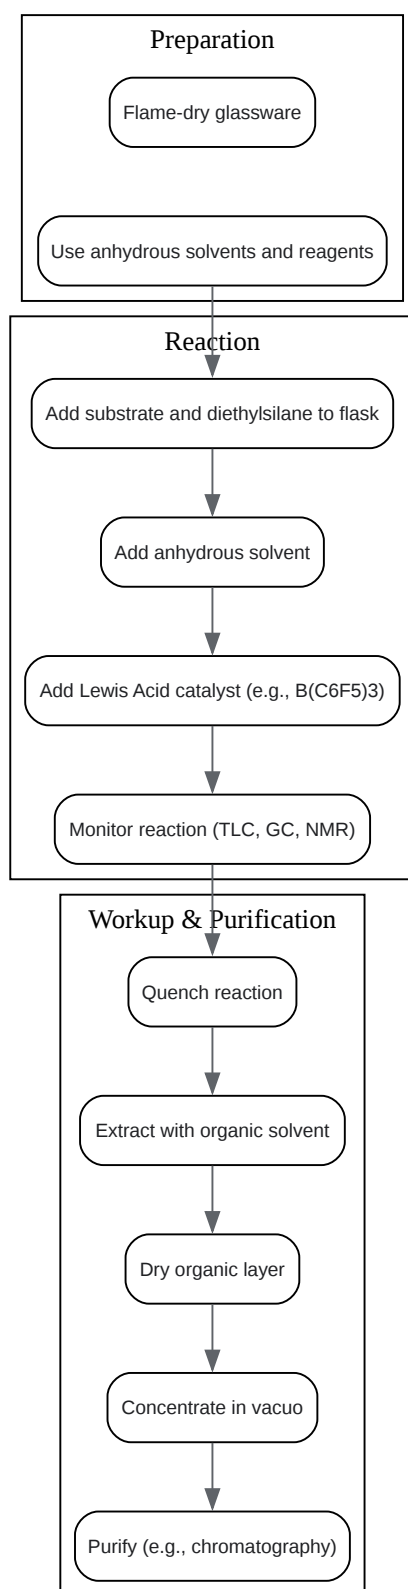 Preparation
Flame-dry glassware
Use anhydrous solvents and reagents
Reaction
Add substrate and diethylsilane to flask
Add anhydrous solvent
Add Lewis Acid catalyst (e.g., B(C6F5)3)
Monitor reaction (TLC, GC, NMR)
Workup & Purification
Quench reaction
Extract with organic solvent
Dry organic layer
Concentrate in vacuo
Purify (e.g., chromatography)